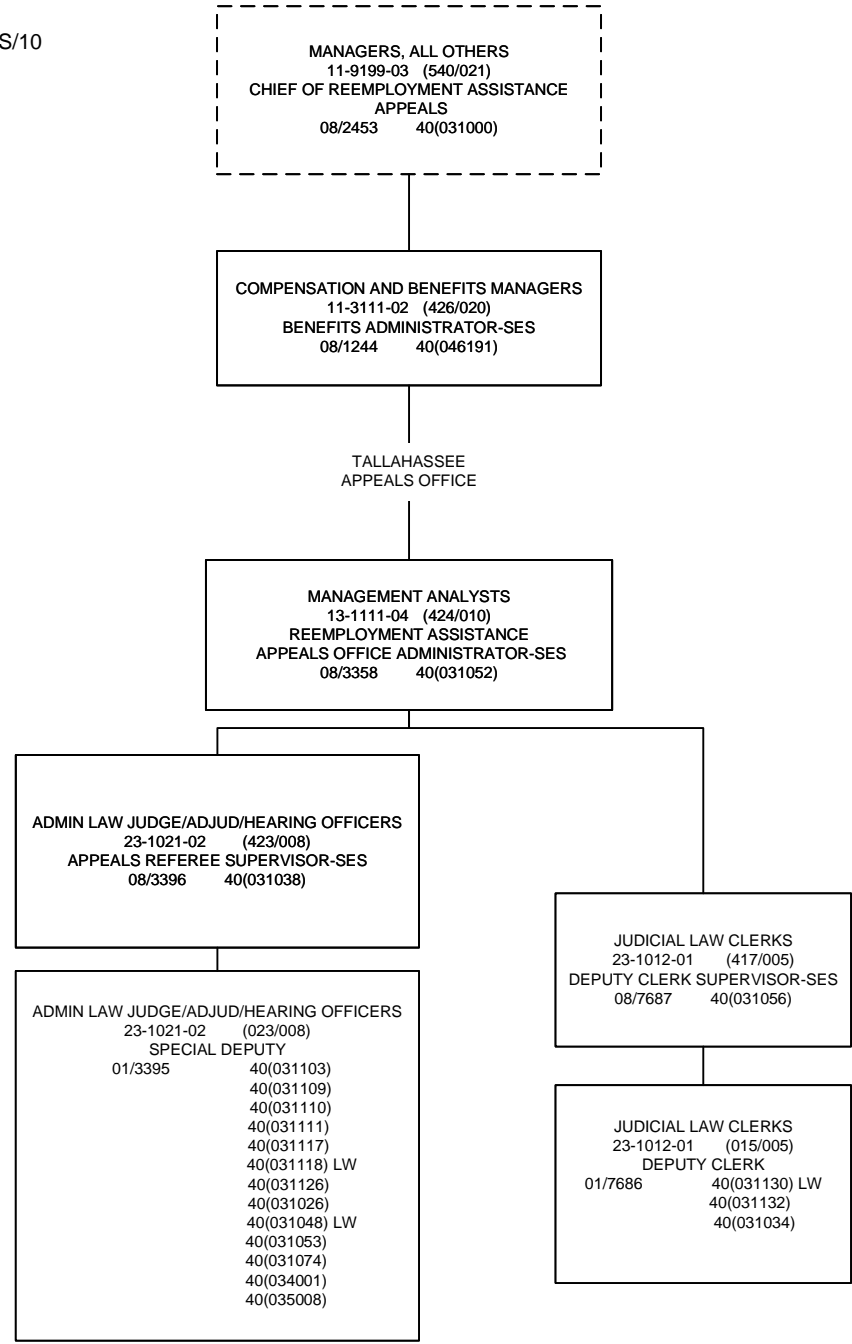 S/10
MANAGERS, ALL OTHERS
11-9199-03 (540/021)
CHIEF OF REEMPLOYMENT ASSISTANCE
APPEALS
08/2453 40(031000)
COMPENSATION AND BENEFITS MANAGERS
11-3111-02 (426/020)
BENEFITS ADMINISTRATOR-SES
08/1244 40(046191)
TALLAHASSEE
APPEALS OFFICE
MANAGEMENT ANALYSTS
13-1111-04 (424/010)
REEMPLOYMENT ASSISTANCE
APPEALS OFFICE ADMINISTRATOR-SES
08/3358 40(031052)
ADMIN LAW JUDGE/ADJUD/HEARING OFFICERS
23-1021-02 (423/008)
APPEALS REFEREE SUPERVISOR-SES
08/3396 40(031038)
ADMIN LAW JUDGE/ADJUD/HEARING OFFICERS
23-1021-02 (023/008)
SPECIAL DEPUTY
01/3395 40(031103)
40(031109)
40(031110)
40(031111)
40(031117)
40(031118) LW
40(031126)
40(031026)
40(031048) LW
40(031053)
40(031074)
40(034001)
40(035008)
JUDICIAL LAW CLERKS
23-1012-01 (417/005)
DEPUTY CLERK SUPERVISOR-SES
08/7687 40(031056)
JUDICIAL LAW CLERKS
23-1012-01 (015/005)
DEPUTY CLERK
01/7686 40(031130) LW
40(031132)
40(031034)